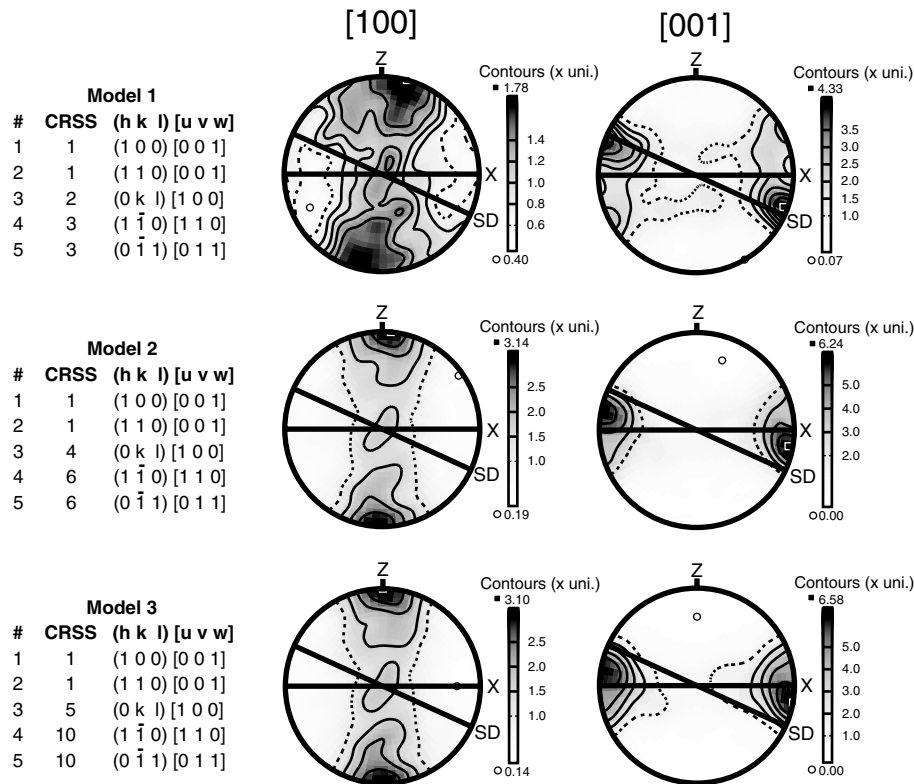 [100] [001]
Model 1
# CRSS (h k l) [u v w]
1 1 (1 0 0) [0 0 1]
2 1 (1 1 0) [0 0 1]
3 2 (0 k l) [1 0 0]
4 3 (1 1̄ 0) [1 1 0]
5 3 (0 1̄ 1) [0 1 1]
Z
X
SD
Contours (x uni.)
1.78
1.4
1.2
1.0
0.8
0.6
0.40
Z
X
SD
Contours (x uni.)
4.33
3.5
3.0
2.5
2.0
1.5
1.0
0.07
Model 2
# CRSS (h k l) [u v w]
1 1 (1 0 0) [0 0 1]
2 1 (1 1 0) [0 0 1]
3 4 (0 k l) [1 0 0]
4 6 (1 1̄ 0) [1 1 0]
5 6 (0 1̄ 1) [0 1 1]
Z
X
SD
Contours (x uni.)
3.14
2.5
2.0
1.5
1.0
0.19
Z
X
SD
Contours (x uni.)
6.24
5.0
4.0
3.0
2.0
0.00
Model 3
# CRSS (h k l) [u v w]
1 1 (1 0 0) [0 0 1]
2 1 (1 1 0) [0 0 1]
3 5 (0 k l) [1 0 0]
4 10 (1 1̄ 0) [1 1 0]
5 10 (0 1̄ 1) [0 1 1]
Z
X
SD
Contours (x uni.)
3.10
2.5
2.0
1.5
1.0
0.14
Z
X
SD
Contours (x uni.)
6.58
5.0
4.0
3.0
2.0
1.0
0.00